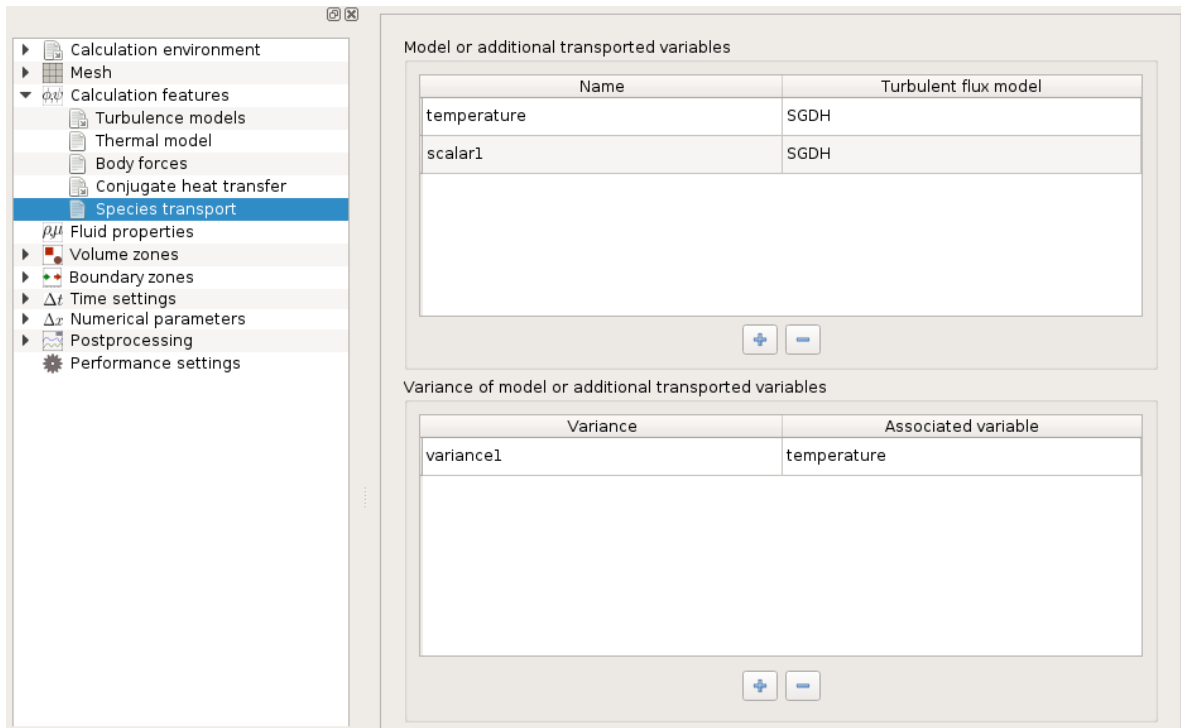 Calculation environment
Mesh
φ,ψ Calculation features
Turbulence models
Thermal model
Body forces
Conjugate heat transfer
Species transport
ρ,μ Fluid properties
Volume zones
Boundary zones
Δt Time settings
Δx Numerical parameters
Postprocessing
Performance settings
Model or additional transported variables
Name Turbulent flux model
temperature SGDH
scalar1 SGDH
Variance of model or additional transported variables
Variance Associated variable
variance1 temperature